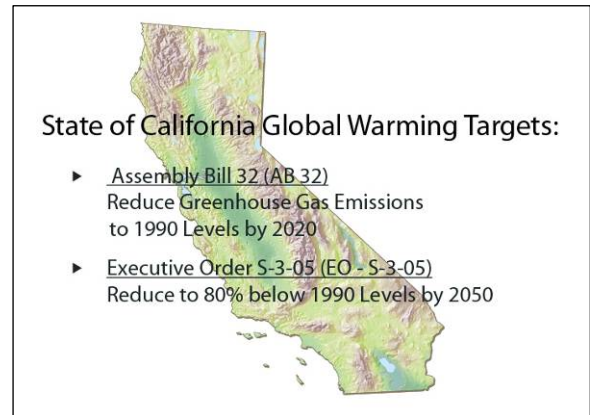 State of California Global Warming Targets:
▶ Assembly Bill 32 (AB 32)
Reduce Greenhouse Gas Emissions
to 1990 Levels by 2020
▶ Executive Order S-3-05 (EO - S-3-05)
Reduce to 80% below 1990 Levels by 2050